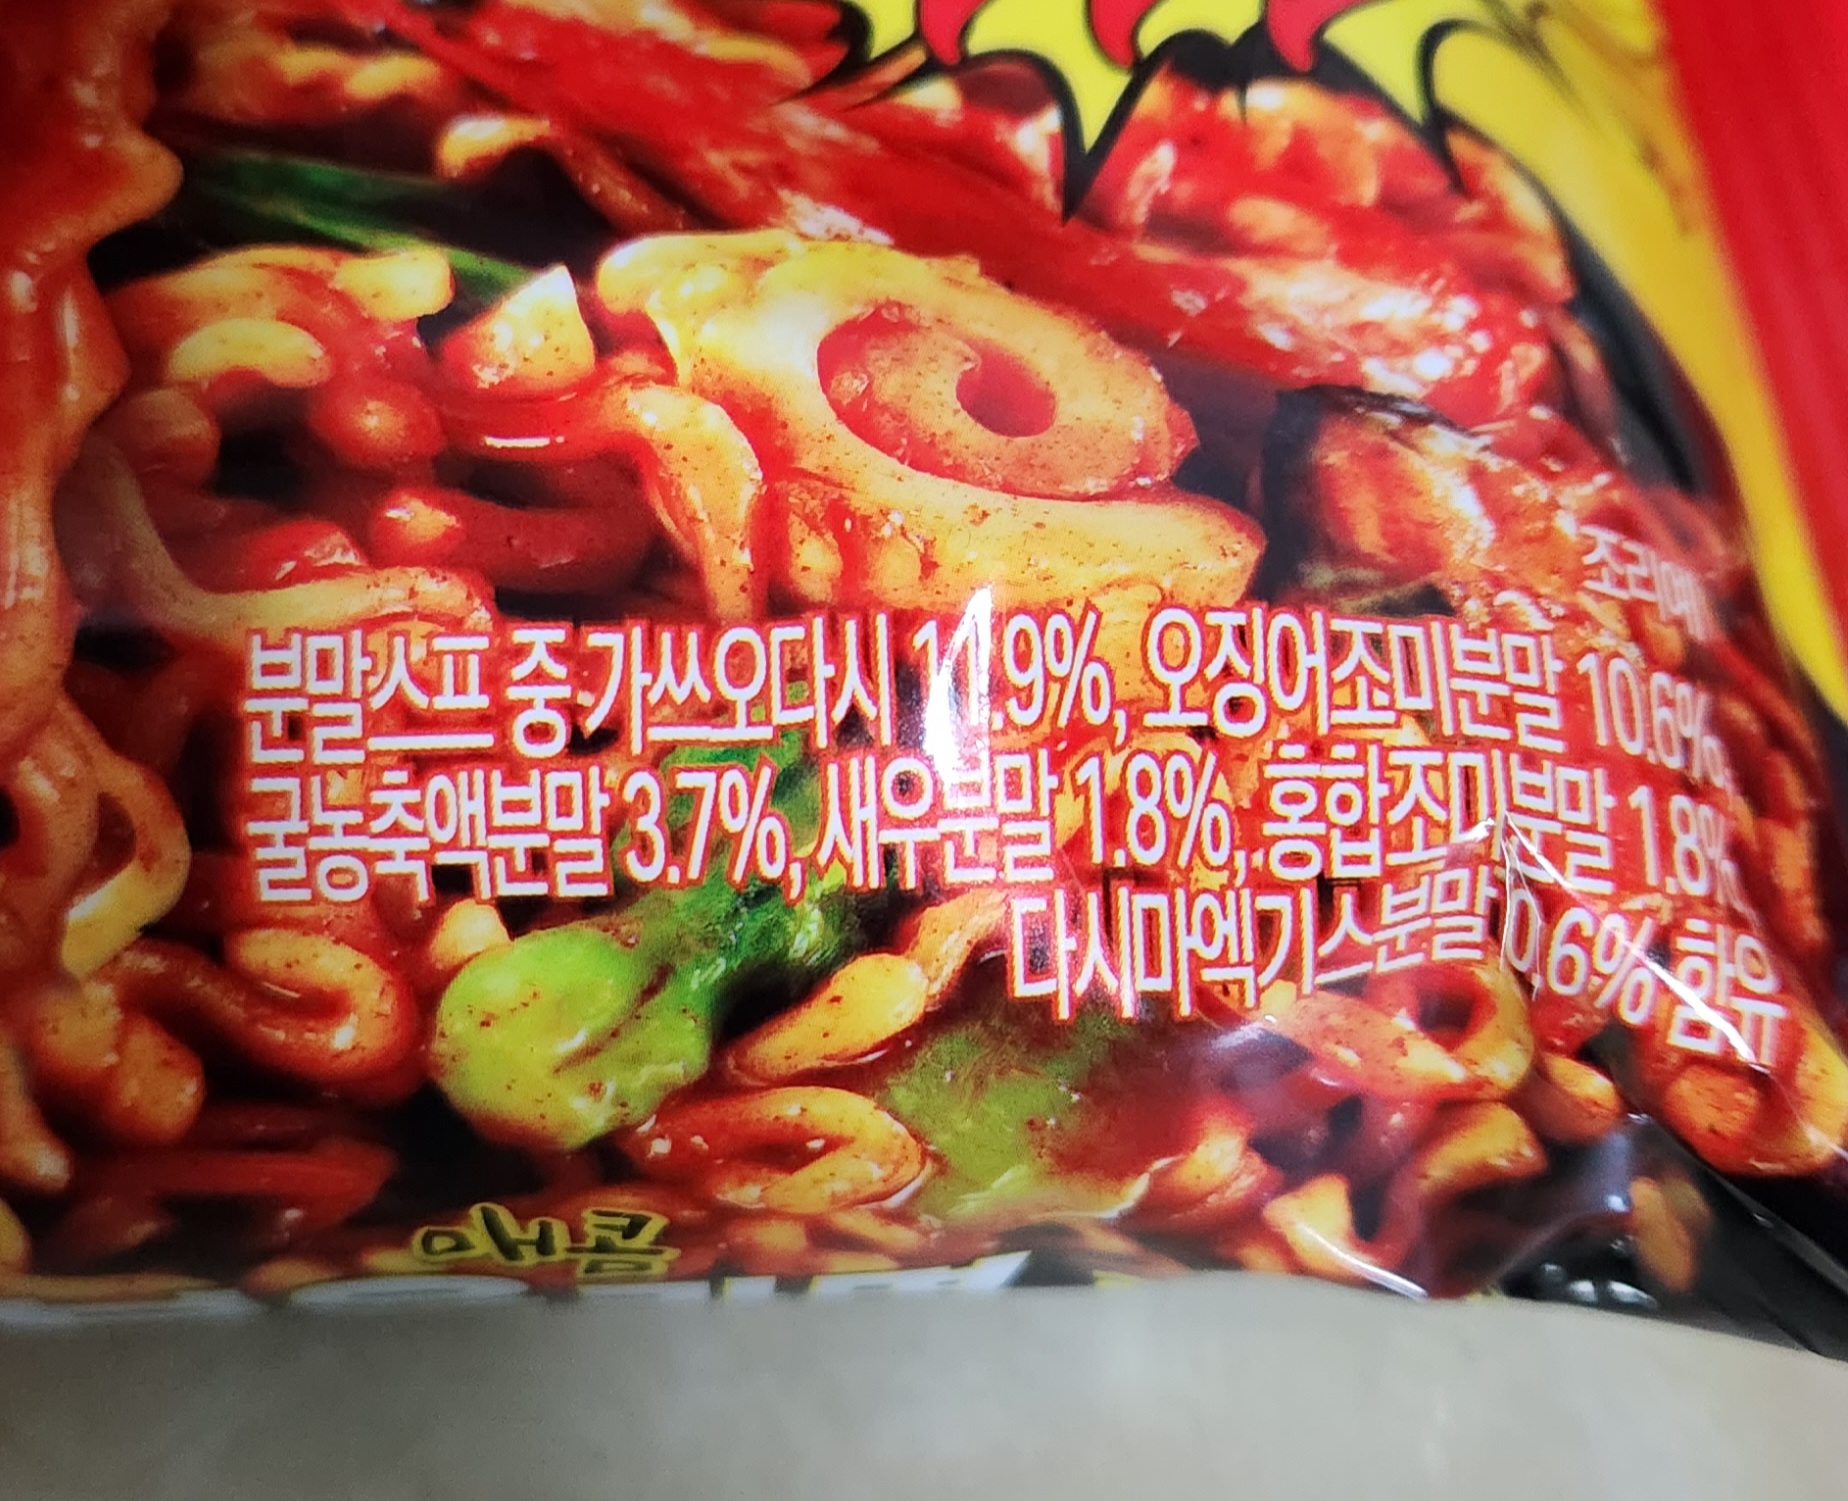 조리예
분말스프 중 가쓰오다시 11.9%, 오징어조미분말 10.6%,
굴농축액분말 3.7%, 새우분말 1.8%, 홍합조미분말 1.8%,
다시마엑기스분말 0.6% 함유
매콤